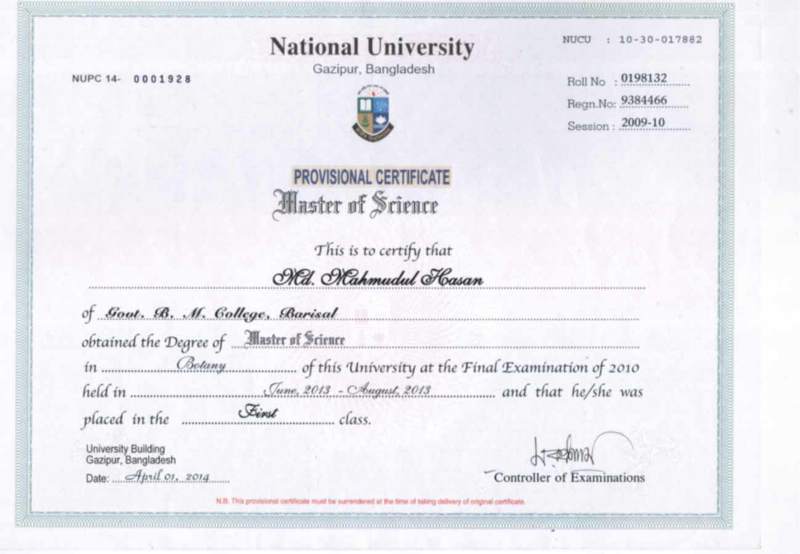 National University
NUCU : 10-30-017882
Gazipur, Bangladesh
NUPC 14- 0001928
Roll No : 0198132
Regn.No: 9384466
Session : 2009-10
PROVISIONAL CERTIFICATE
Master of Science
This is to certify that
Md. Mahmudul Hasan
of Govt. B. M. College, Barisal
obtained the Degree of Master of Science
in Botany of this University at the Final Examination of 2010
held in June, 2013 - August, 2013 and that he/she was
placed in the First class.
University Building
Gazipur, Bangladesh
Date: April 01, 2014
Controller of Examinations
N.B. This provisional certificate must be surrendered at the time of taking delivery of original certificate.